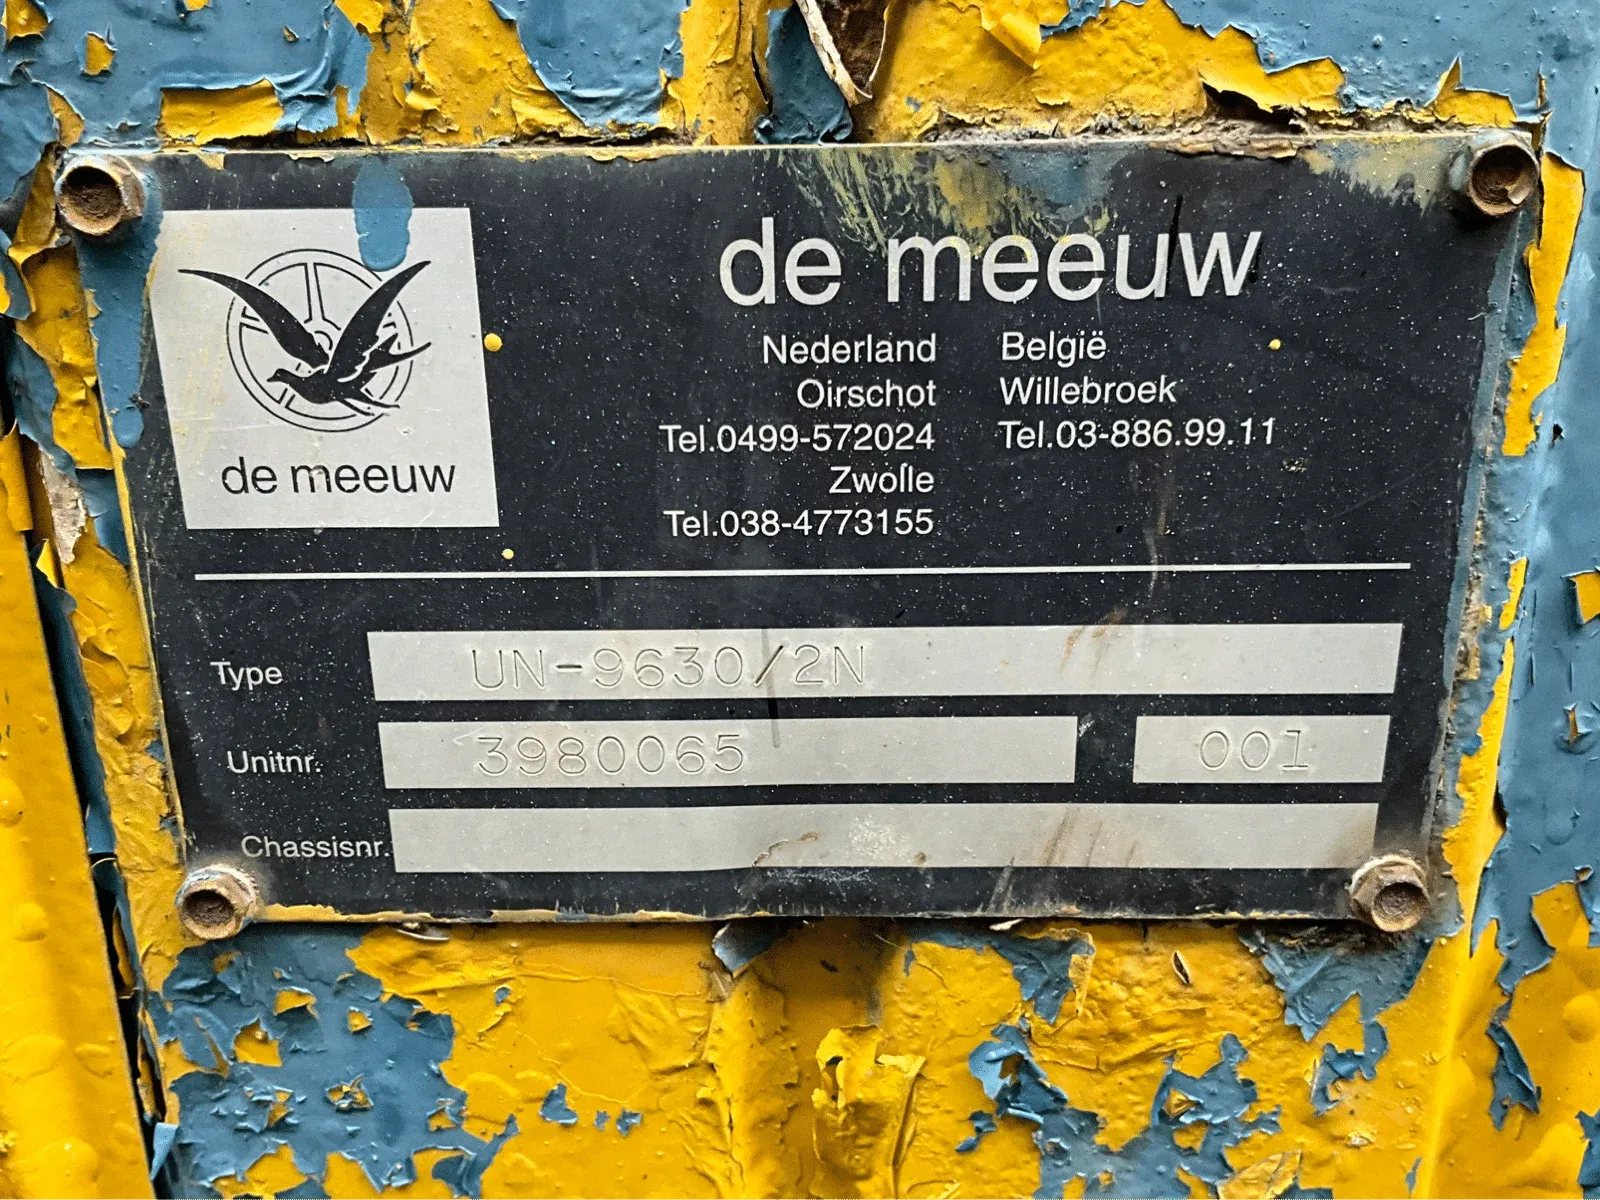 de meeuw
de meeuw
Nederland
Oirschot
Tel.0499-572024
Zwolle
Tel.038-4773155
België
Willebroek
Tel.03-886.99.11
Type UN-9630/2N
Unitnr. 3980065 001
Chassisnr.